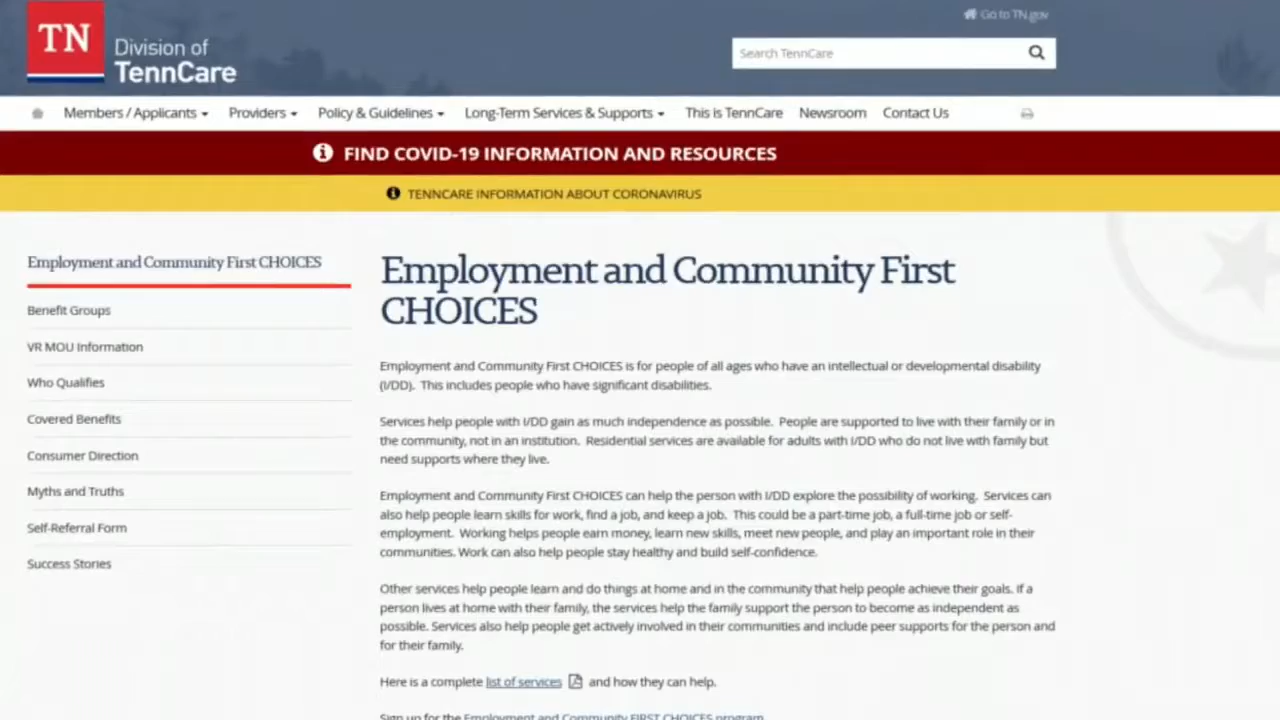 Go to TN.gov
TN
Division of
TennCare
Search TennCare
Members / Applicants
Providers
Policy & Guidelines
Long-Term Services & Supports
This is TennCare
Newsroom
Contact Us
FIND COVID-19 INFORMATION AND RESOURCES
TENNCARE INFORMATION ABOUT CORONAVIRUS
Employment and Community First CHOICES
Benefit Groups
VR MOU Information
Who Qualifies
Covered Benefits
Consumer Direction
Myths and Truths
Self-Referral Form
Success Stories
Employment and Community First
CHOICES
Employment and Community First CHOICES is for people of all ages who have an intellectual or developmental disability
(I/DD).  This includes people who have significant disabilities.
Services help people with I/DD gain as much independence as possible.  People are supported to live with their family or in
the community, not in an institution.  Residential services are available for adults with I/DD who do not live with family but
need supports where they live.
Employment and Community First CHOICES can help the person with I/DD explore the possibility of working.  Services can
also help people learn skills for work, find a job, and keep a job.  This could be a part-time job, a full-time job or self-
employment.  Working helps people earn money, learn new skills, meet new people, and play an important role in their
communities. Work can also help people stay healthy and build self-confidence.
Other services help people learn and do things at home and in the community that help people achieve their goals. If a
person lives at home with their family, the services help the family support the person to become as independent as
possible. Services also help people get actively involved in their communities and include peer supports for the person and
for their family.
Here is a complete list of services and how they can help.
Sign up for the Employment and Community FIRST CHOICES program